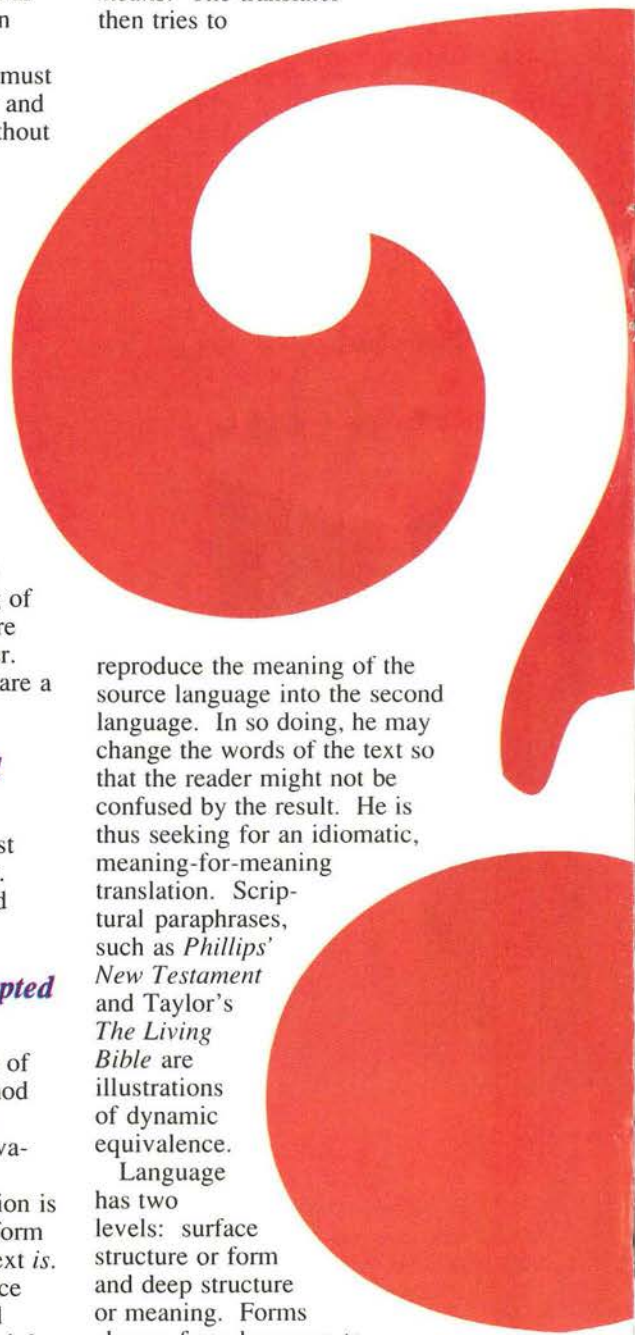 n
must
and
thout
of
re
r.
are a
st
.
d
pted
of
nod
va-
ion is
form
ext is.
ce
then tries to
reproduce the meaning of the
source language into the second
language. In so doing, he may
change the words of the text so
that the reader might not be
confused by the result. He is
thus seeking for an idiomatic,
meaning-for-meaning
translation. Scrip-
tural paraphrases,
such as Phillips'
New Testament
and Taylor's
The Living
Bible are
illustrations
of dynamic
equivalence.
Language
has two
levels: surface
structure or form
and deep structure
or meaning. Forms